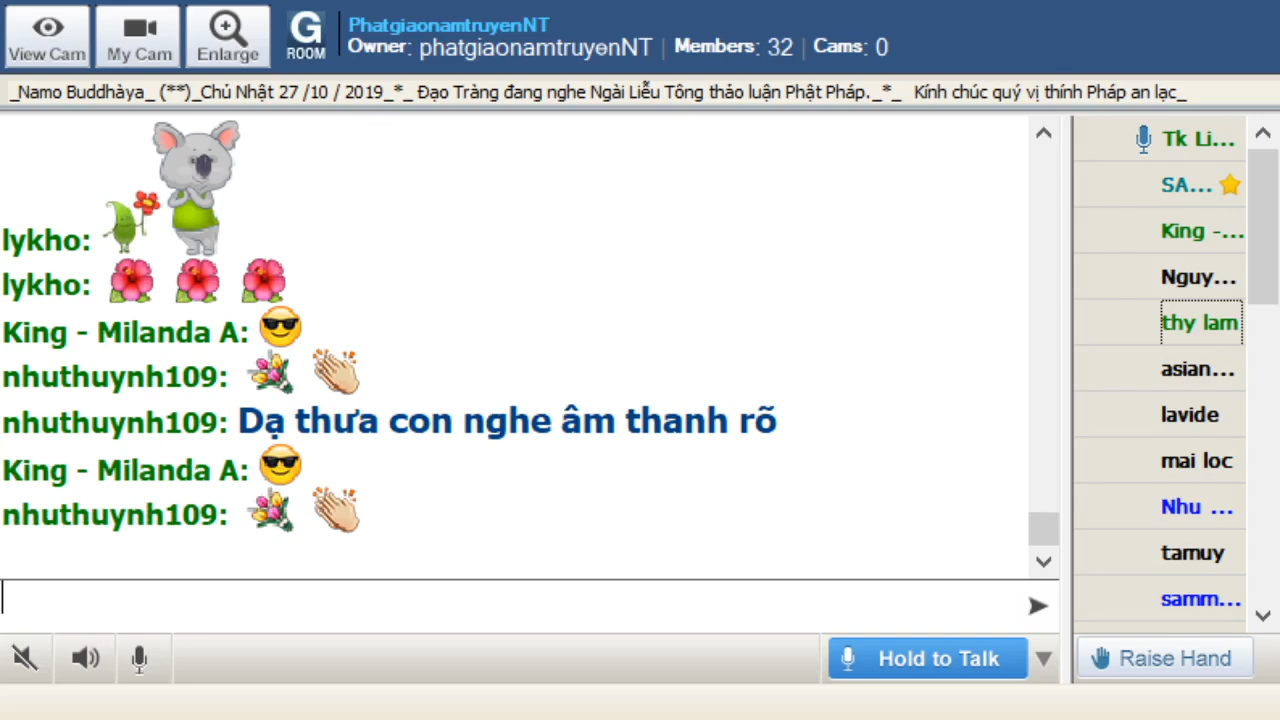 View Cam
My Cam
Enlarge
G
ROOM
PhatgiaonamtruyenNT
Owner: phatgiaonamtruyenNT | Members: 32 | Cams: 0
_Namo Buddhàya_ (**)_Chủ Nhật 27 /10 / 2019_*_ Đạo Tràng đang nghe Ngài Liễu Tông thảo luận Phật Pháp._*_ Kính chúc quý vị thính Pháp an lạc_
lykho:
lykho:
King - Milanda A:
nhuthuynh109:
nhuthuynh109: Dạ thưa con nghe âm thanh rõ
King - Milanda A:
nhuthuynh109:
Tk Li...
SA...
King -...
Nguy...
thy lam
asian...
lavide
mai loc
Nhu ...
tamuy
samm...
Hold to Talk
Raise Hand